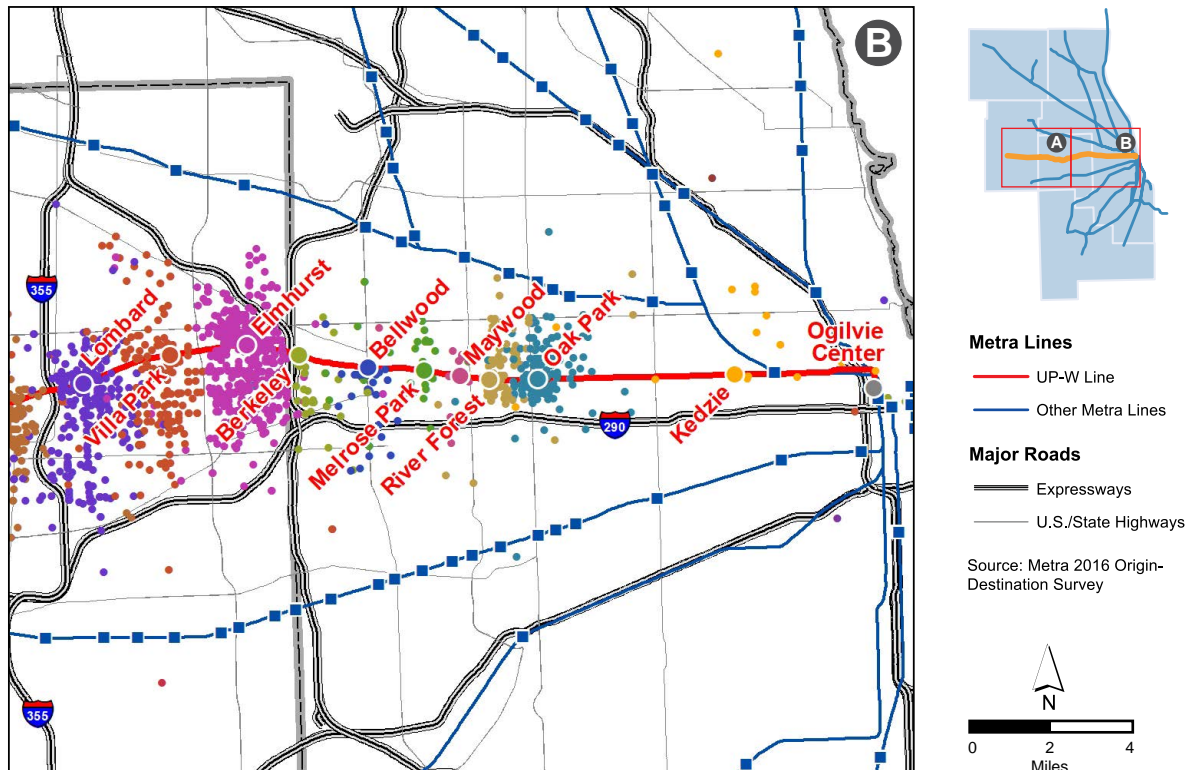 B
355
Lombard
Villa Park
Elmhurst
Berkeley
Bellwood
Melrose Park
Maywood
River Forest
Oak Park
290
Kedzie
Ogilvie
Center
355
A
B
Metra Lines
UP-W Line
Other Metra Lines
Major Roads
Expressways
U.S./State Highways
Source: Metra 2016 Origin-
Destination Survey
N
0 2 4
Miles